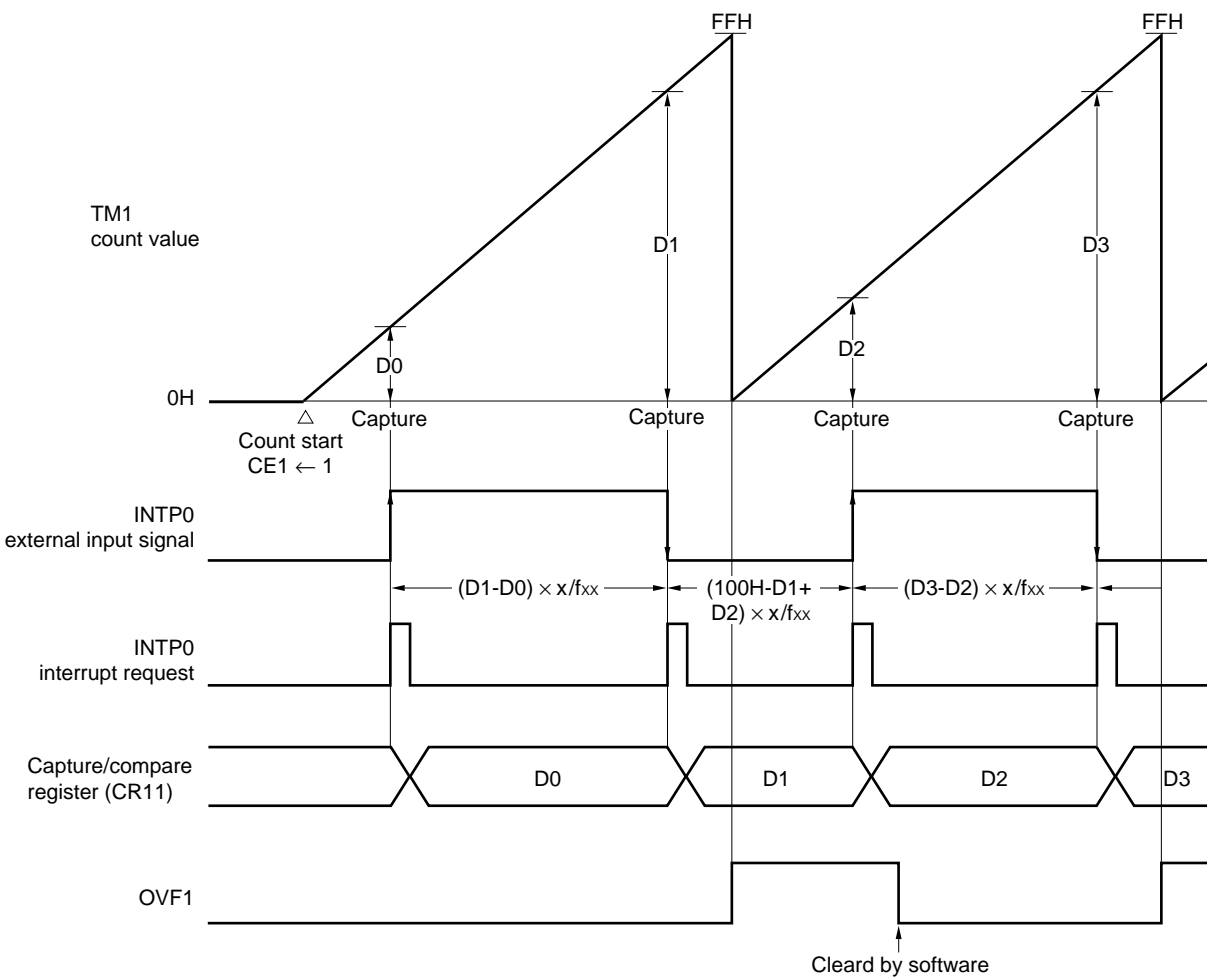 FFH
FFH
TM1
count value
D1
D3
D0
D2
0H
Capture
Capture
Capture
Capture
△
Count start
CE1 ← 1
INTP0
external input signal
(D1-D0) × x/fxx
(100H-D1+
D2) × x/fxx
(D3-D2) × x/fxx
INTP0
interrupt request
Capture/compare
register (CR11)
D0
D1
D2
D3
OVF1
Cleard by software